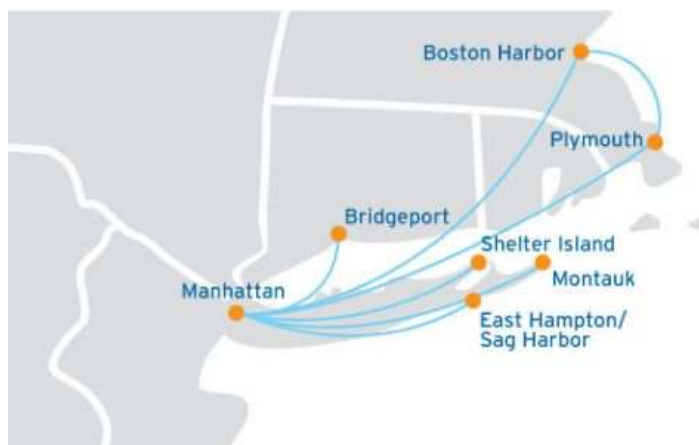 Boston Harbor
Plymouth
Bridgeport
Shelter Island
Montauk
Manhattan
East Hampton/
Sag Harbor